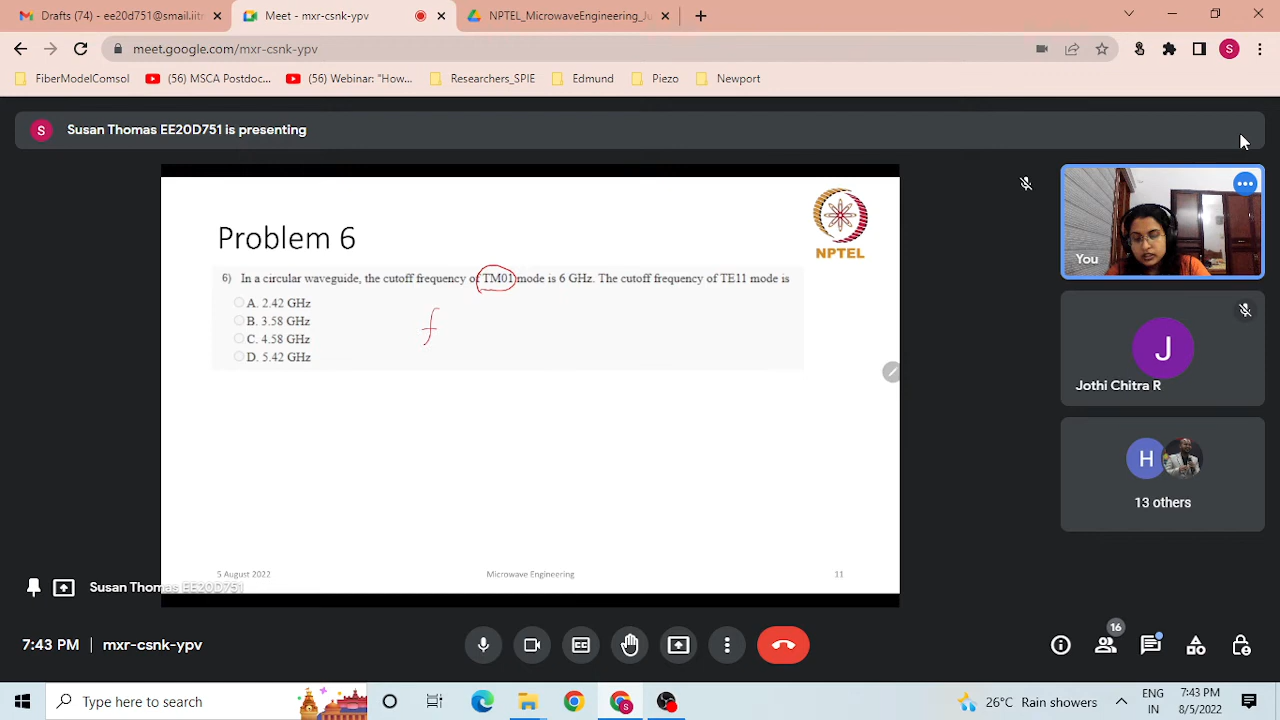 Drafts (74) - ee20d751@smail.iitm
Meet - mxr-csnk-ypv
NPTEL_MicrowaveEngineering_Ju
meet.google.com/mxr-csnk-ypv
FiberModelComsol
(56) MSCA Postdoc...
(56) Webinar: "How...
Researchers_SPIE
Edmund
Piezo
Newport
S
Susan Thomas EE20D751 is presenting
Problem 6
NPTEL
6) In a circular waveguide, the cutoff frequency of TM01 mode is 6 GHz. The cutoff frequency of TE11 mode is
A. 2.42 GHz
B. 3.58 GHz
C. 4.58 GHz
D. 5.42 GHz
f
5 August 2022
Microwave Engineering
11
Susan Thomas EE20D751
You
J
Jothi Chitra R
H
13 others
7:43 PM | mxr-csnk-ypv
CC
16
Type here to search
26°C Rain showers
ENG
IN
7:43 PM
8/5/2022